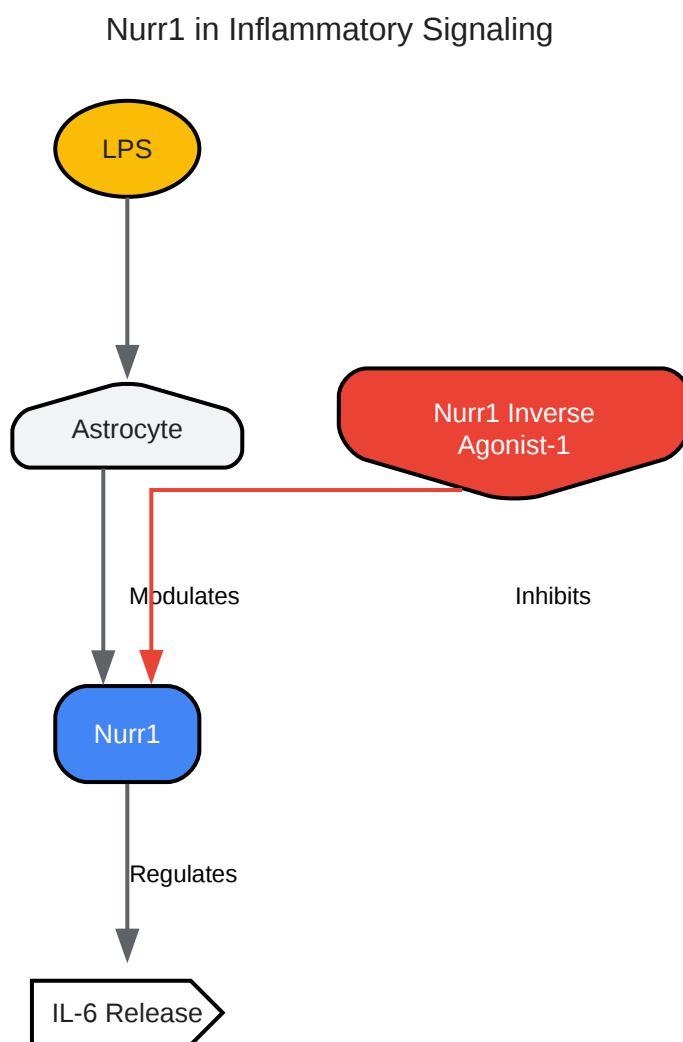 Nurr1 in Inflammatory Signaling
LPS
Astrocyte
Nurr1 Inverse
Agonist-1
Modulates
Inhibits
Nurr1
Regulates
IL-6 Release